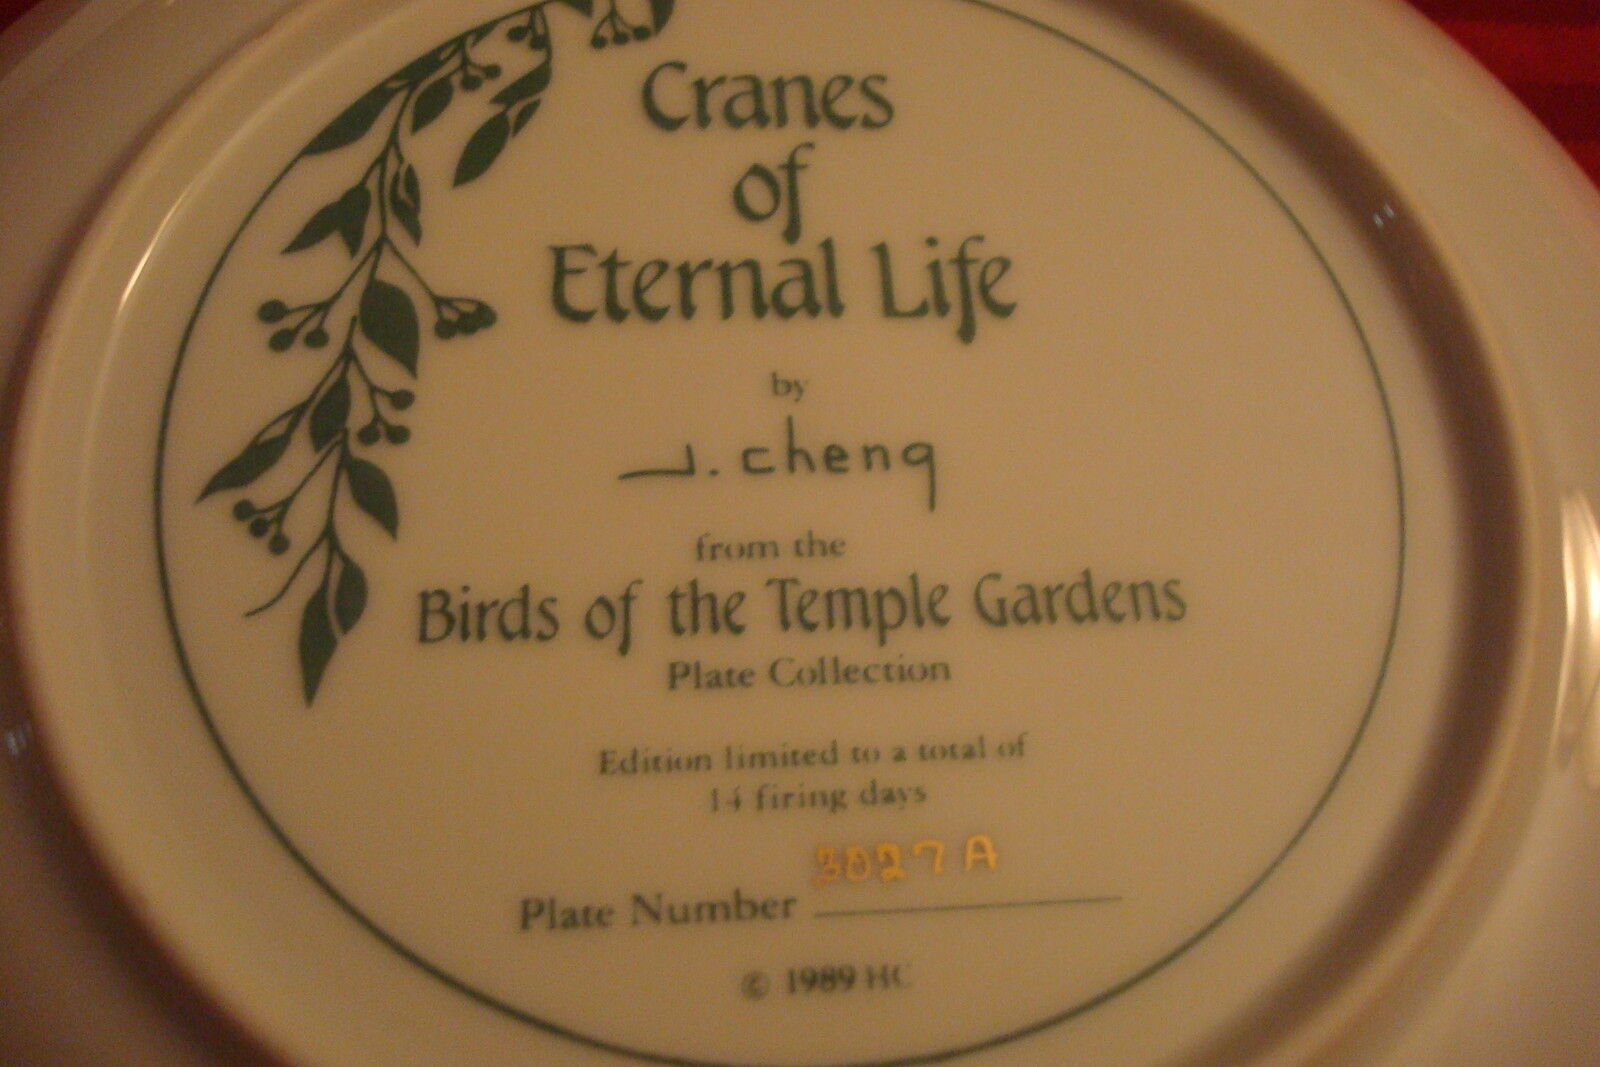 Cranes
of
Eternal Life
by
J. cheng
from the
Birds of the Temple Gardens
Plate Collection
Edition limited to a total of
14 firing days
3027 A
Plate Number
© 1989 HC